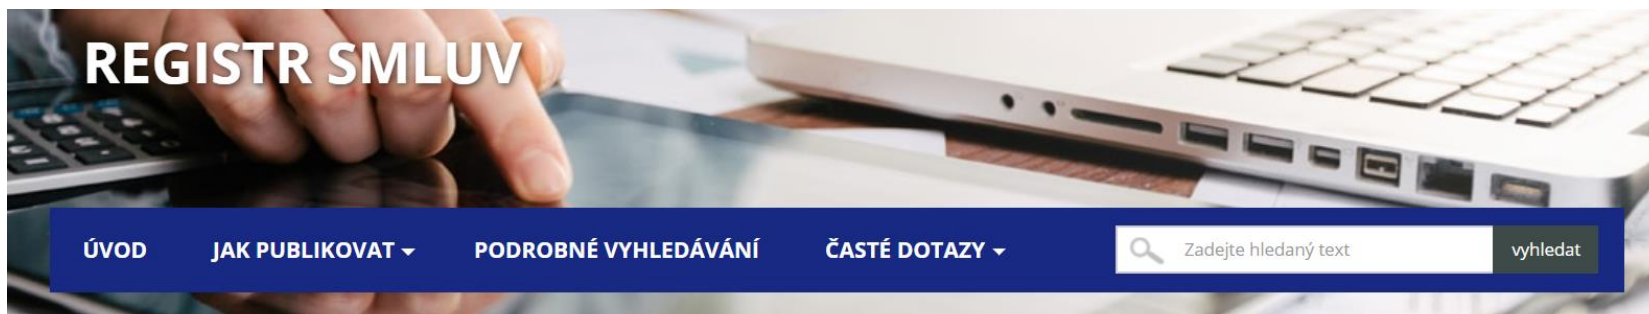 REGISTR SMLUV
ÚVOD JAK PUBLIKOVAT PODROBNÉ VYHLEDÁVÁNÍ ČASTÉ DOTAZY Zadejte hledaný text vyhledat